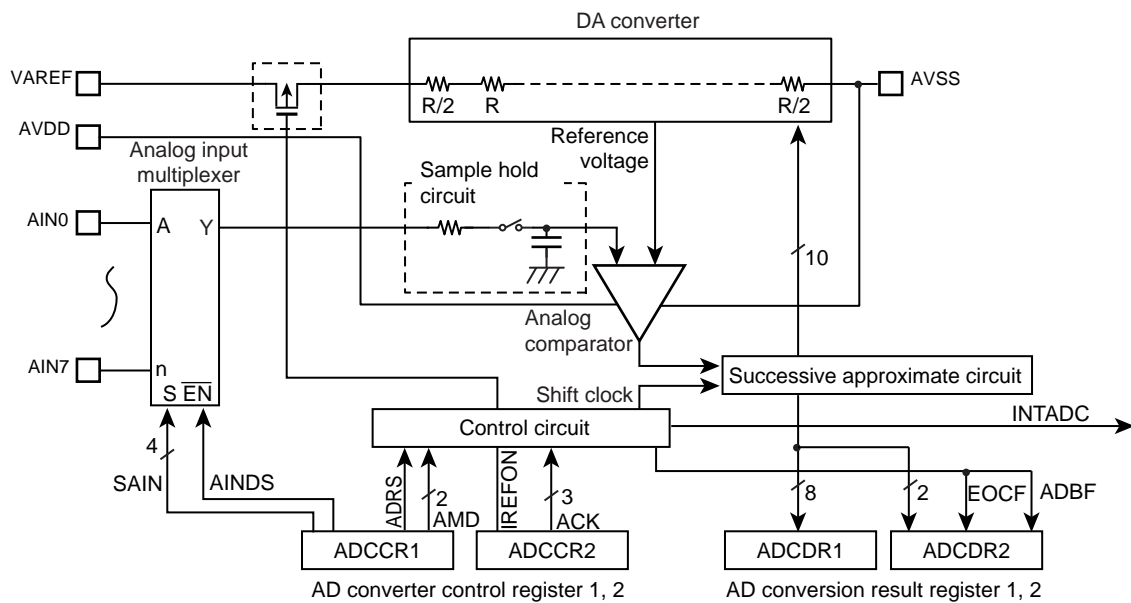 DA converter
VAREF
R/2
R
R/2
AVSS
AVDD
Analog input
multiplexer
Reference
voltage
Sample hold
circuit
AIN0
A
Y
10
Analog
comparator
AIN7
n
S
EN
Successive approximate circuit
Shift clock
INTADC
Control circuit
4
SAIN
AINDS
ADRS
2
AMD
IREFON
3
ACK
8
2
EOCF
ADBF
ADCCR1
ADCCR2
ADCDR1
ADCDR2
AD converter control register 1, 2
AD conversion result register 1, 2